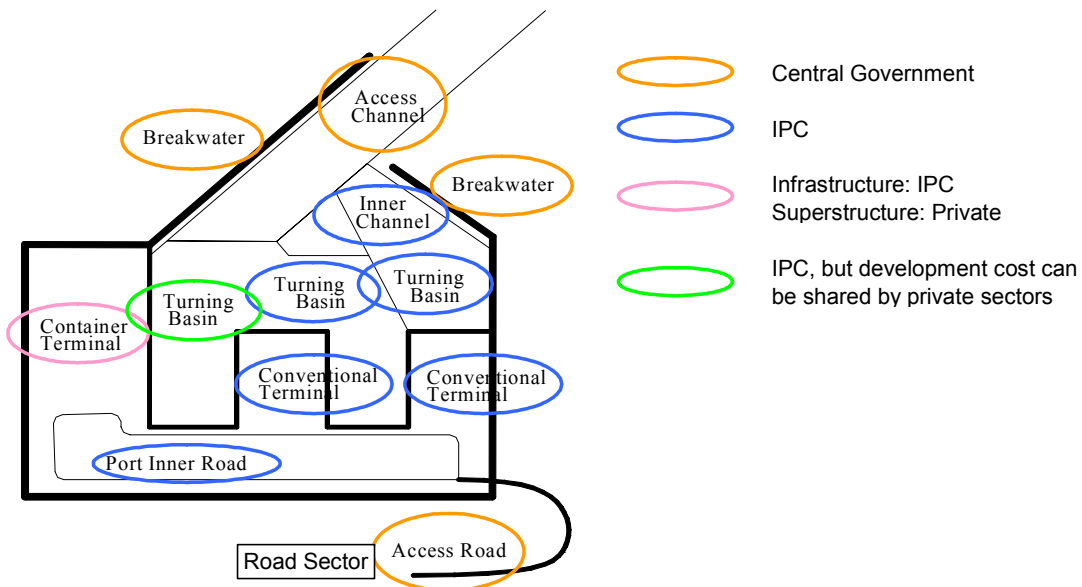 Access
Channel
Breakwater
Breakwater
Inner
Channel
Turning
Basin
Turning
Basin
Turning
Basin
Container
Terminal
Conventional
Terminal
Conventional
Terminal
Port Inner Road
Road Sector
Access Road
Central Government
IPC
Infrastructure: IPC
Superstructure: Private
IPC, but development cost can
be shared by private sectors